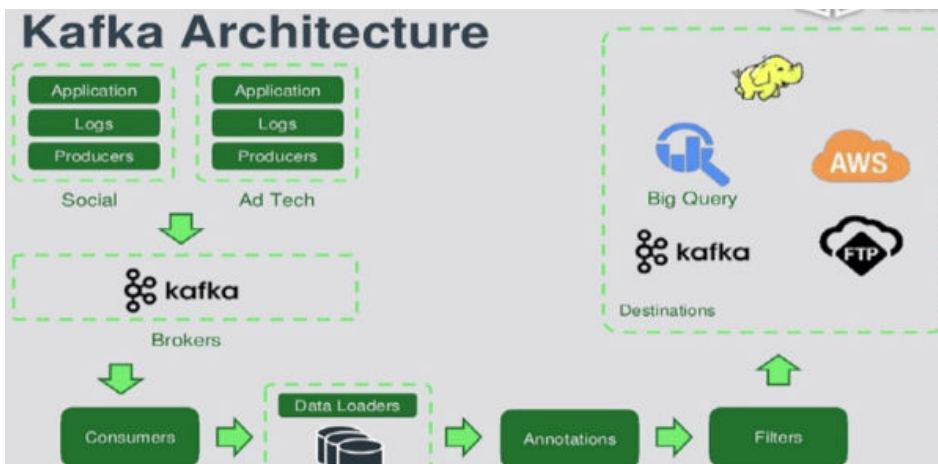 Kafka Architecture
Application
Logs
Producers
Social
Application
Logs
Producers
Ad Tech
kafka
Brokers
Consumers
Data Loaders
Annotations
Filters
Big Query
AWS
kafka
FTP
Destinations